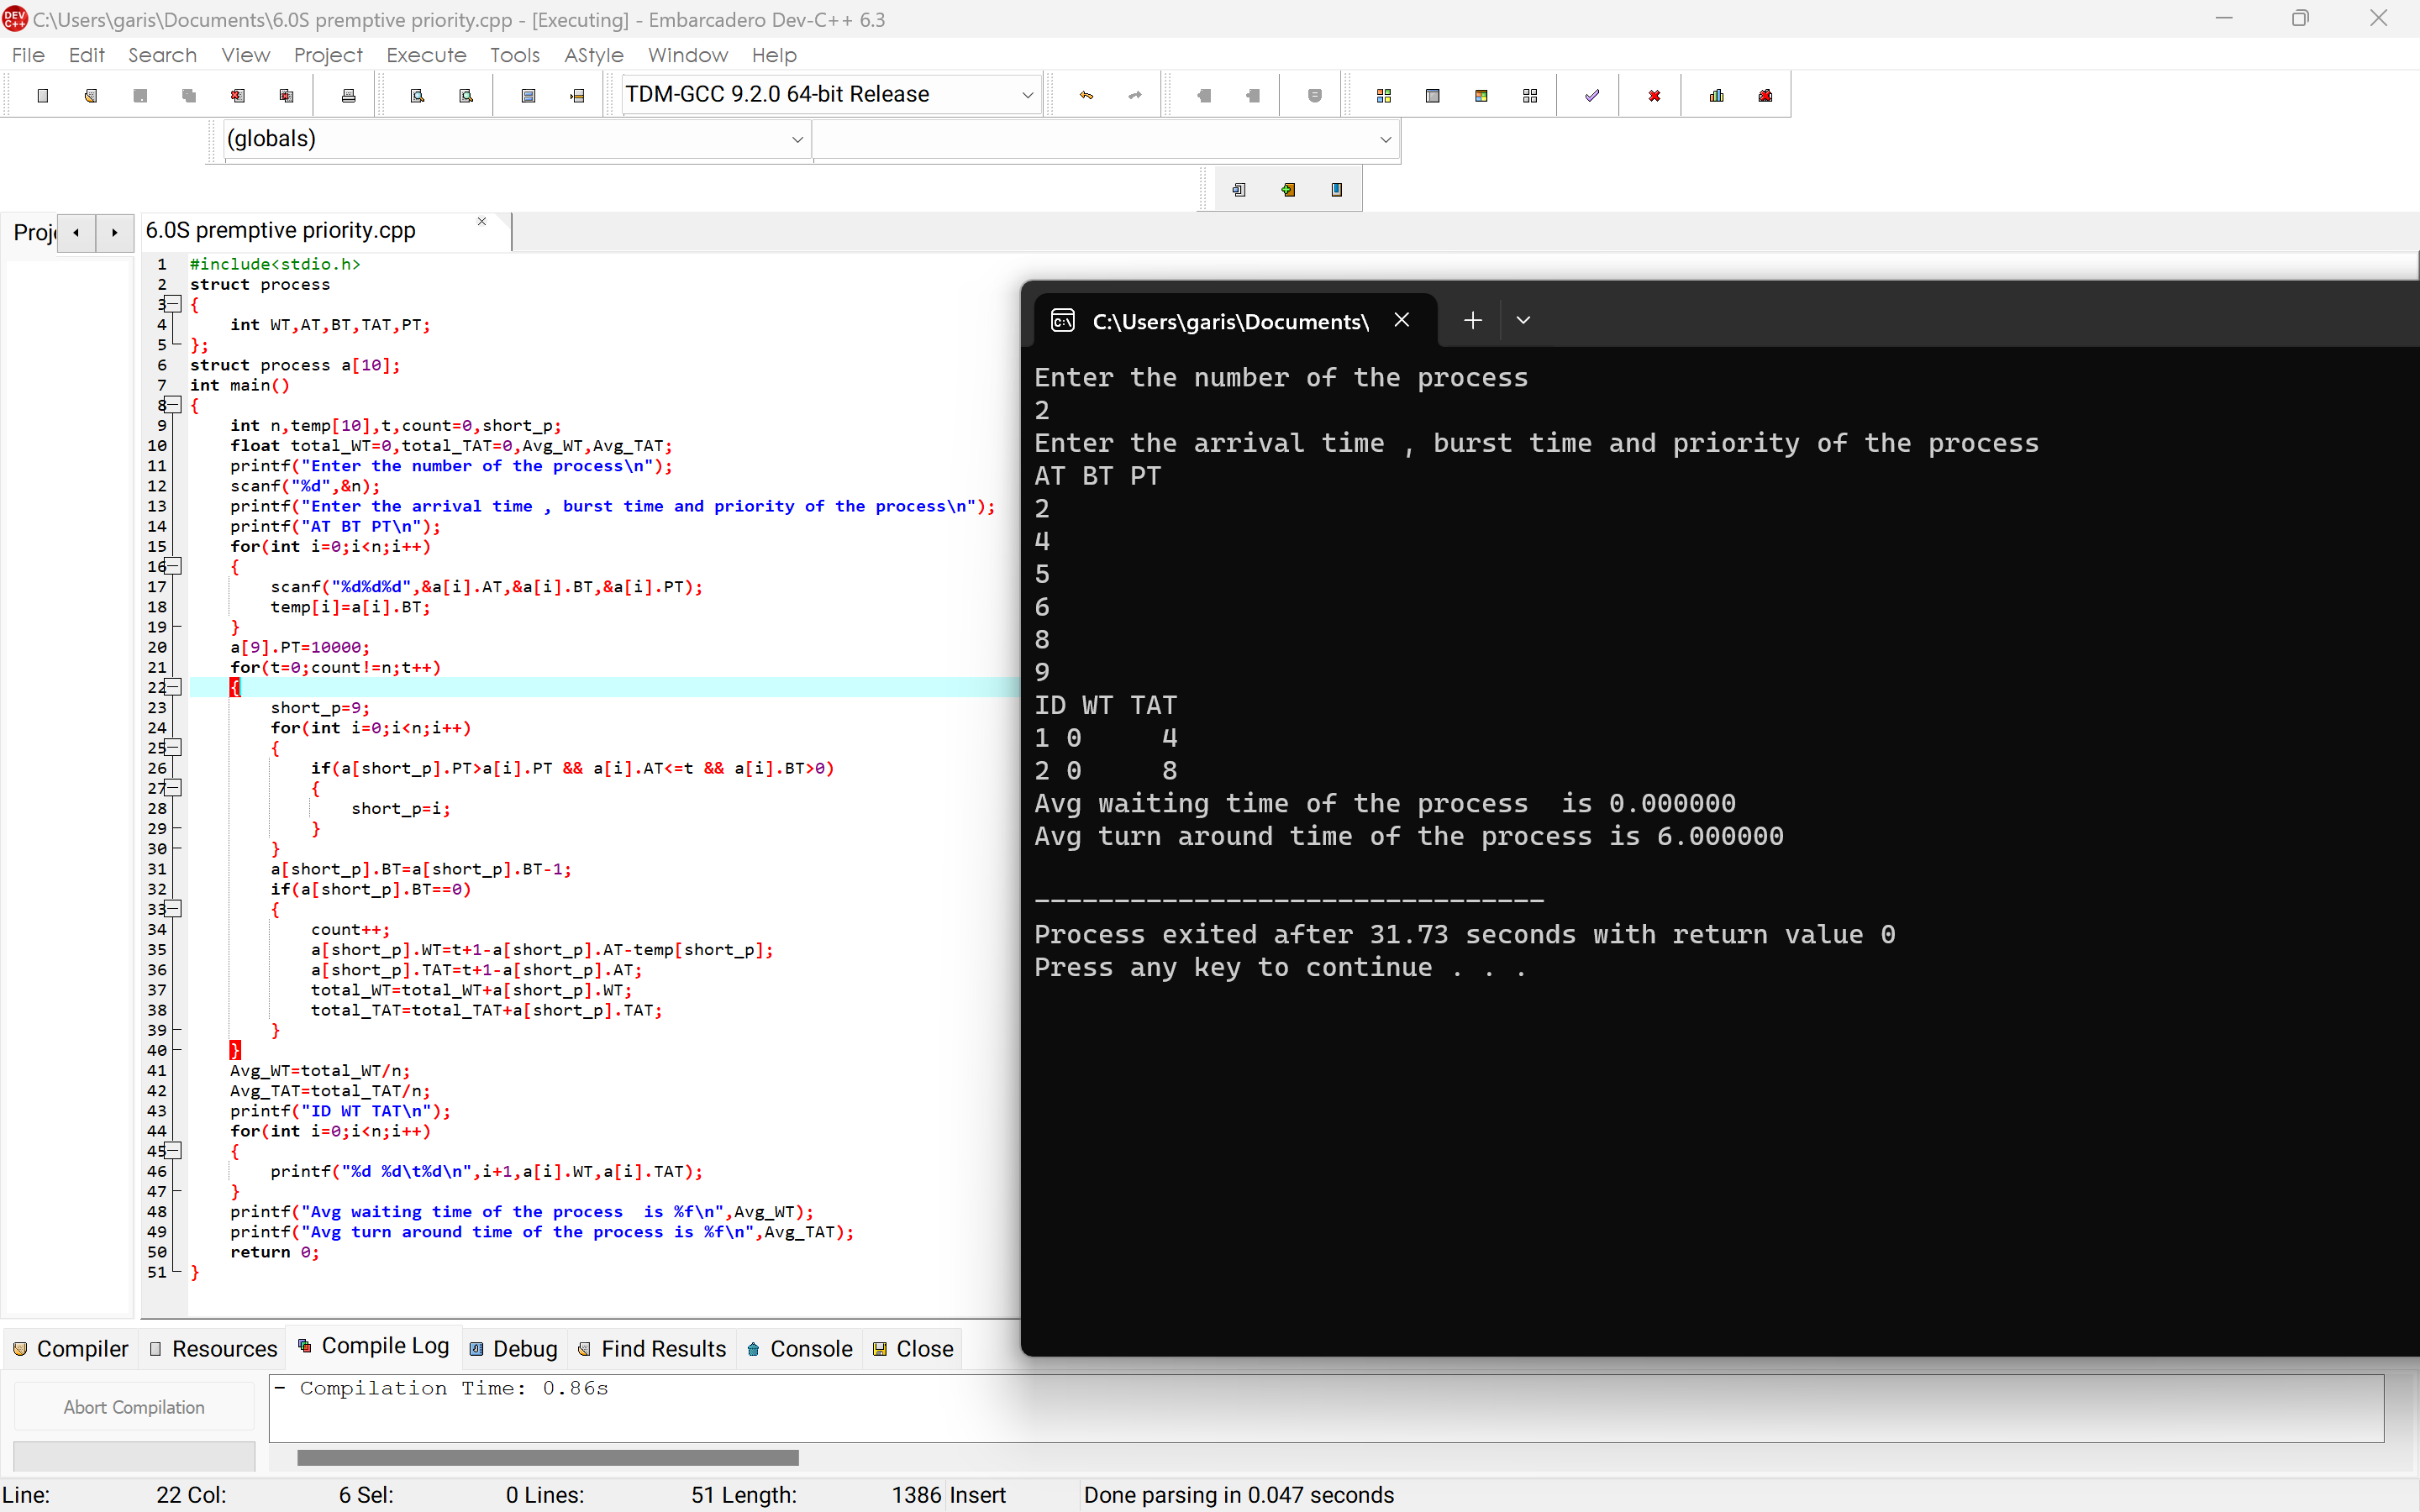 C:\Users\garis\Documents\6.0S premptive priority.cpp - [Executing] - Embarcadero Dev-C++ 6.3
File Edit Search View Project Execute Tools AStyle Window Help
TDM-GCC 9.2.0 64-bit Release
(globals)
6.0S premptive priority.cpp
1 #include<stdio.h>
2 struct process
3 {
4 int WT,AT,BT,TAT,PT;
5 };
6 struct process a[10];
7 int main()
8 {
9 int n,temp[10],t,count=0,short_p;
10 float total_WT=0,total_TAT=0,Avg_WT,Avg_TAT;
11 printf("Enter the number of the process\n");
12 scanf("%d",&n);
13 printf("Enter the arrival time , burst time and priority of the process\n");
14 printf("AT BT PT\n");
15 for(int i=0;i<n;i++)
16 {
17 scanf("%d%d%d",&a[i].AT,&a[i].BT,&a[i].PT);
18 temp[i]=a[i].BT;
19 }
20 a[9].PT=10000;
21 for(t=0;count!=n;t++)
22 {
23 short_p=9;
24 for(int i=0;i<n;i++)
25 {
26 if(a[short_p].PT>a[i].PT && a[i].AT<=t && a[i].BT>0)
27 {
28 short_p=i;
29 }
30 }
31 a[short_p].BT=a[short_p].BT-1;
32 if(a[short_p].BT==0)
33 {
34 count++;
35 a[short_p].WT=t+1-a[short_p].AT-temp[short_p];
36 a[short_p].TAT=t+1-a[short_p].AT;
37 total_WT=total_WT+a[short_p].WT;
38 total_TAT=total_TAT+a[short_p].TAT;
39 }
40 }
41 Avg_WT=total_WT/n;
42 Avg_TAT=total_TAT/n;
43 printf("ID WT TAT\n");
44 for(int i=0;i<n;i++)
45 {
46 printf("%d %d\t%d\n",i+1,a[i].WT,a[i].TAT);
47 }
48 printf("Avg waiting time of the process  is %f\n",Avg_WT);
49 printf("Avg turn around time of the process is %f\n",Avg_TAT);
50 return 0;
51 }
C:\Users\garis\Documents\
Enter the number of the process
2
Enter the arrival time , burst time and priority of the process
AT BT PT
2
4
5
6
8
9
ID WT TAT
1 0     4
2 0     8
Avg waiting time of the process  is 0.000000
Avg turn around time of the process is 6.000000
--------------------------------
Process exited after 31.73 seconds with return value 0
Press any key to continue . . .
Compiler Resources Compile Log Debug Find Results Console Close
Abort Compilation
- Compilation Time: 0.86s
Line: 22 Col: 6 Sel: 0 Lines: 51 Length: 1386 Insert Done parsing in 0.047 seconds